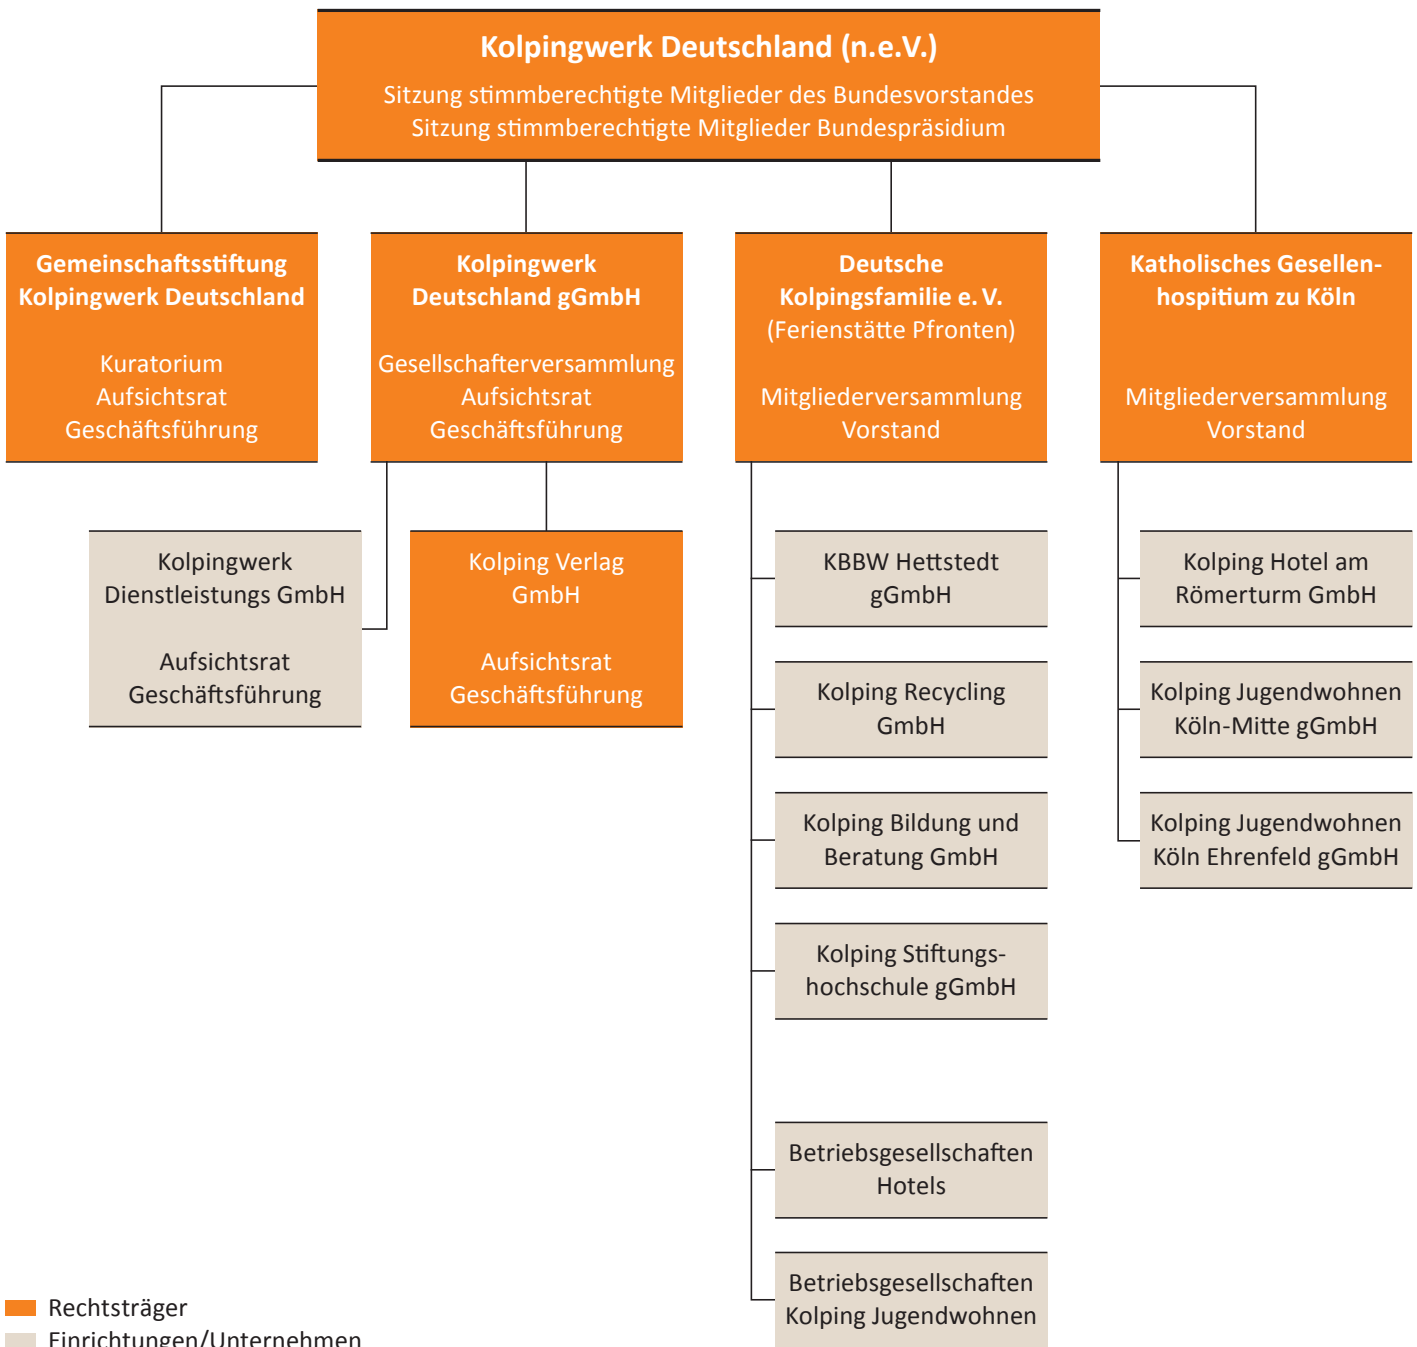 Kolpingwerk Deutschland (n.e.V.)
Sitzung stimmberechtigte Mitglieder des Bundesvorstandes
Sitzung stimmberechtigte Mitglieder Bundespräsidium
Gemeinschaftsstiftung
Kolpingwerk Deutschland
Kuratorium
Aufsichtsrat
Geschäftsführung
Kolpingwerk
Deutschland gGmbH
Gesellschafterversammlung
Aufsichtsrat
Geschäftsführung
Deutsche
Kolpingsfamilie e. V.
(Ferienstätte Pfronten)
Mitgliederversammlung
Vorstand
Katholisches Gesellen-
hospitium zu Köln
Mitgliederversammlung
Vorstand
Kolpingwerk
Dienstleistungs GmbH
Aufsichtsrat
Geschäftsführung
Kolping Verlag
GmbH
Aufsichtsrat
Geschäftsführung
KBBW Hettstedt
gGmbH
Kolping Recycling
GmbH
Kolping Bildung und
Beratung GmbH
Kolping Stiftungs-
hochschule gGmbH
Betriebsgesellschaften
Hotels
Betriebsgesellschaften
Kolping Jugendwohnen
Kolping Hotel am
Römerturm GmbH
Kolping Jugendwohnen
Köln-Mitte gGmbH
Kolping Jugendwohnen
Köln Ehrenfeld gGmbH
Rechtsträger
Einrichtungen/Unternehmen